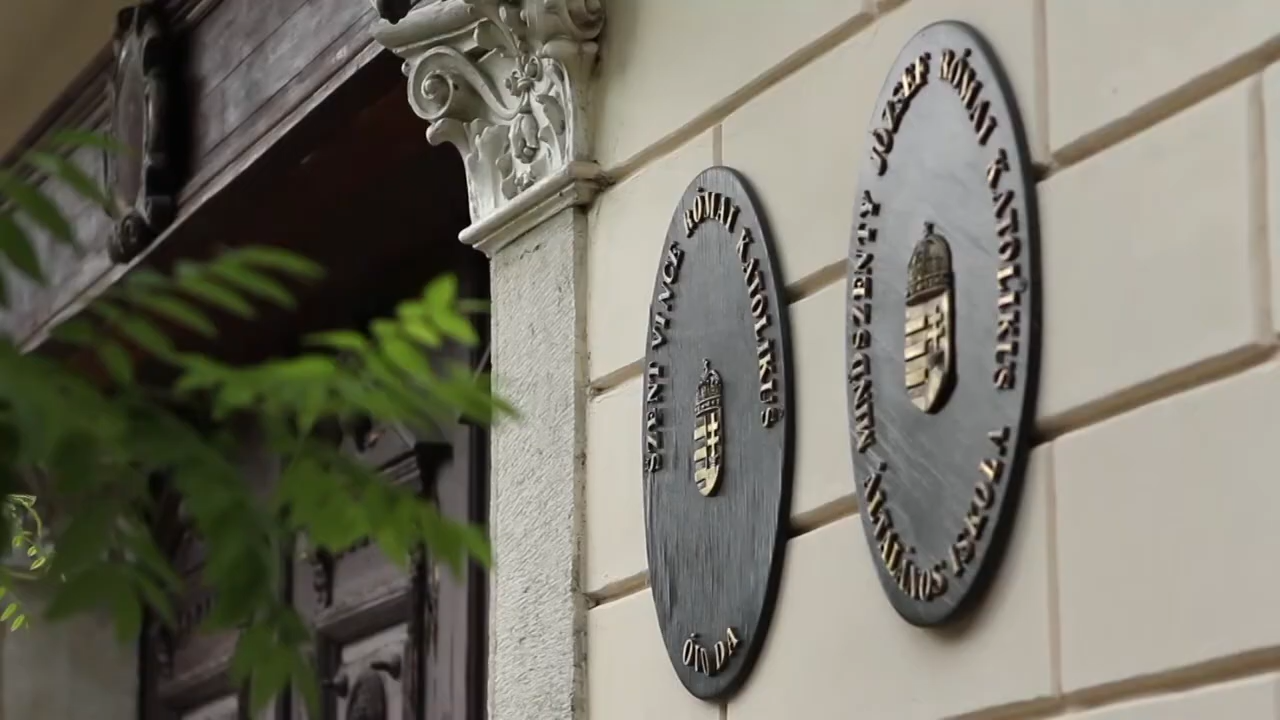 SZENT VINCE RÓMAI KATOLIKUS
ÓVODA
MINDSZENTY JÓZSEF RÓMAI KATOLIKUS
ÁLTALÁNOS ISKOLA